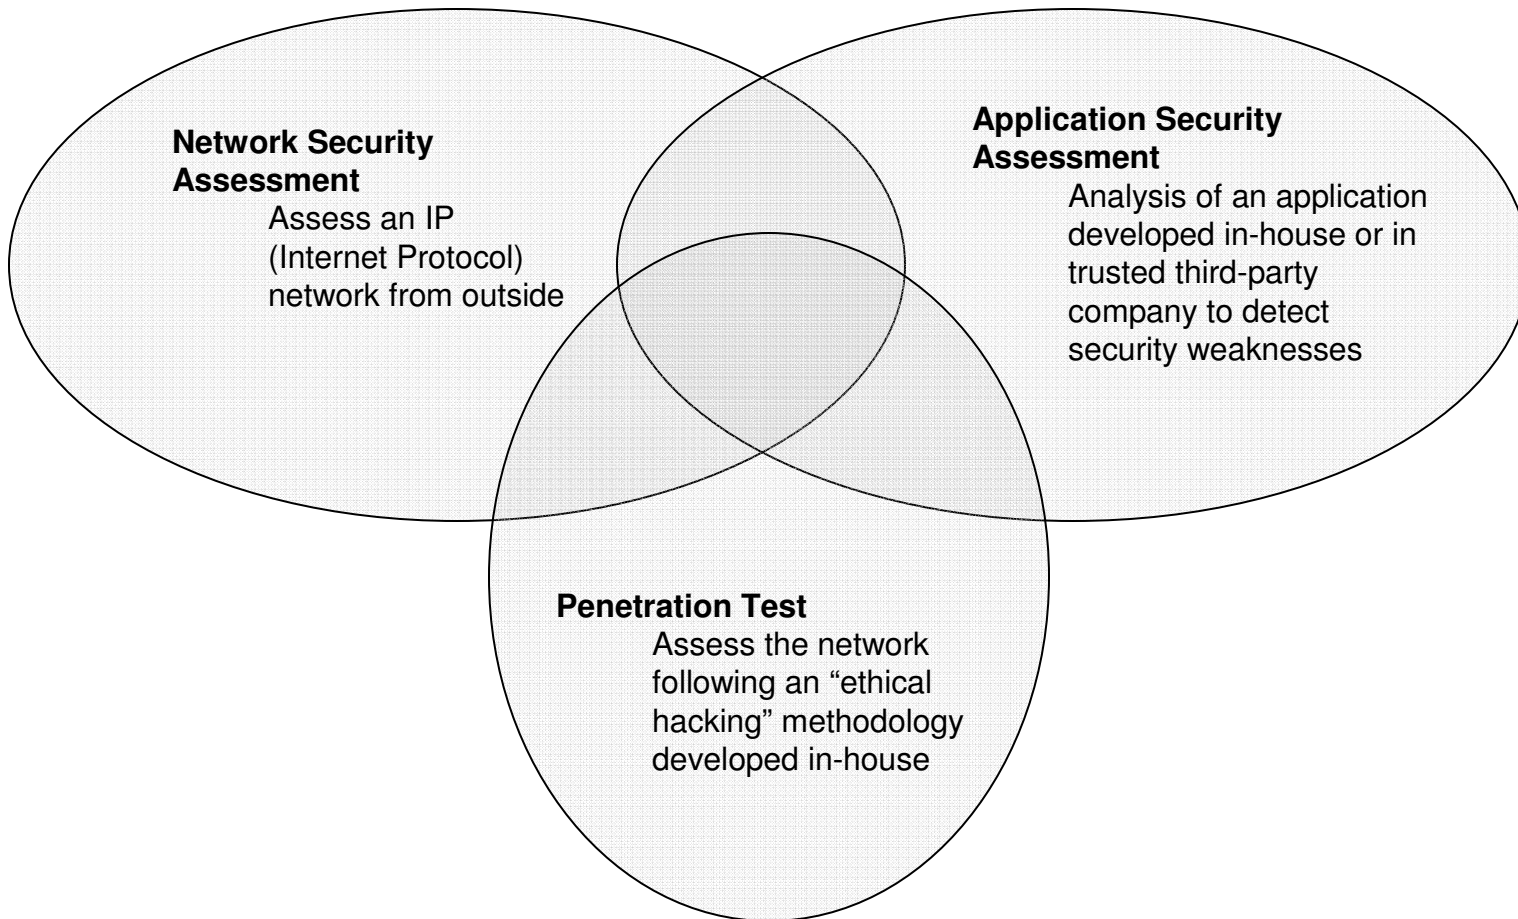 Network Security
Assessment
Assess an IP
(Internet Protocol)
network from outside
Application Security
Assessment
Analysis of an application
developed in-house or in
trusted third-party
company to detect
security weaknesses
Penetration Test
Assess the network
following an “ethical
hacking” methodology
developed in-house